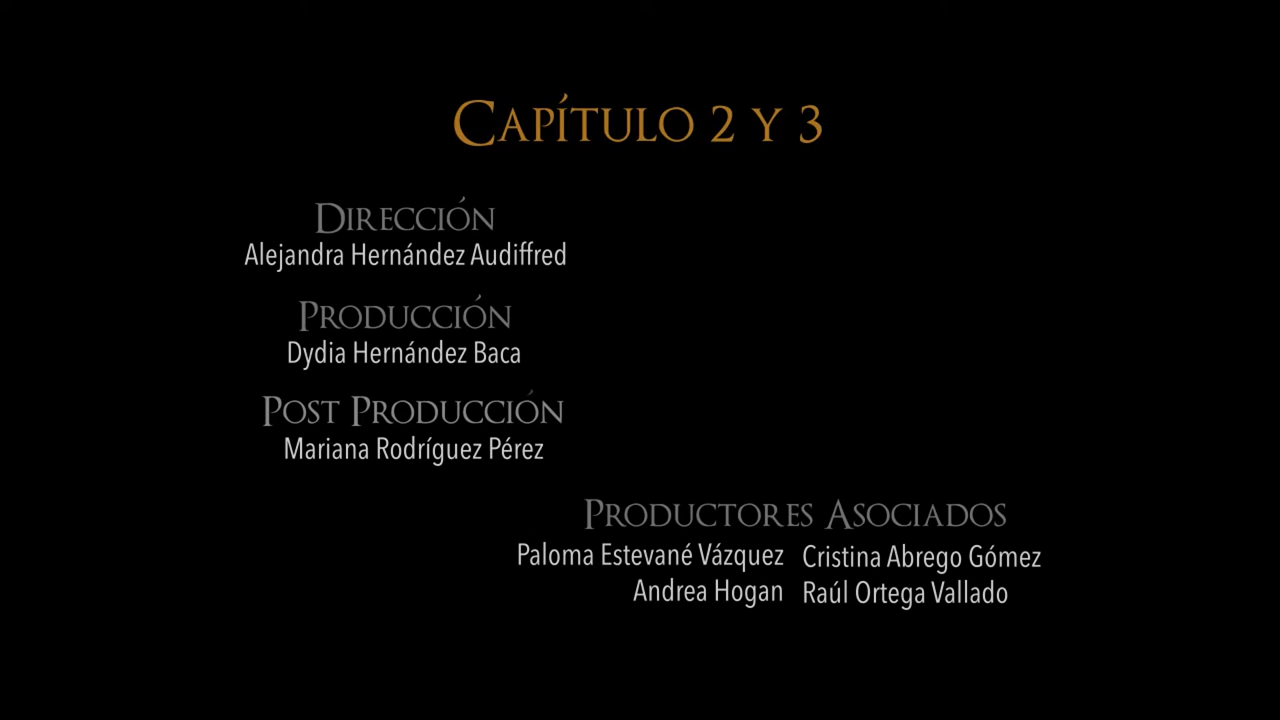 Capítulo 2 y 3
Dirección
Alejandra Hernández Audiffred
Producción
Dydia Hernández Baca
Post Producción
Mariana Rodríguez Pérez
Productores Asociados
Paloma Estevané Vázquez Cristina Abrego Gómez
Andrea Hogan Raúl Ortega Vallado